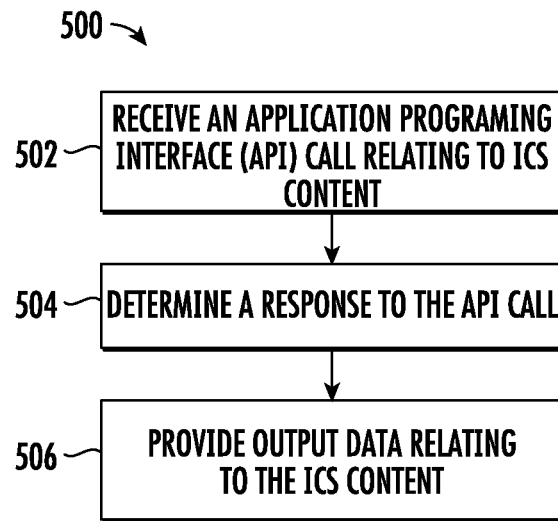 500
502
RECEIVE AN APPLICATION PROGRAMING
INTERFACE (API) CALL RELATING TO ICS
CONTENT
504
DETERMINE A RESPONSE TO THE API CALL
506
PROVIDE OUTPUT DATA RELATING
TO THE ICS CONTENT